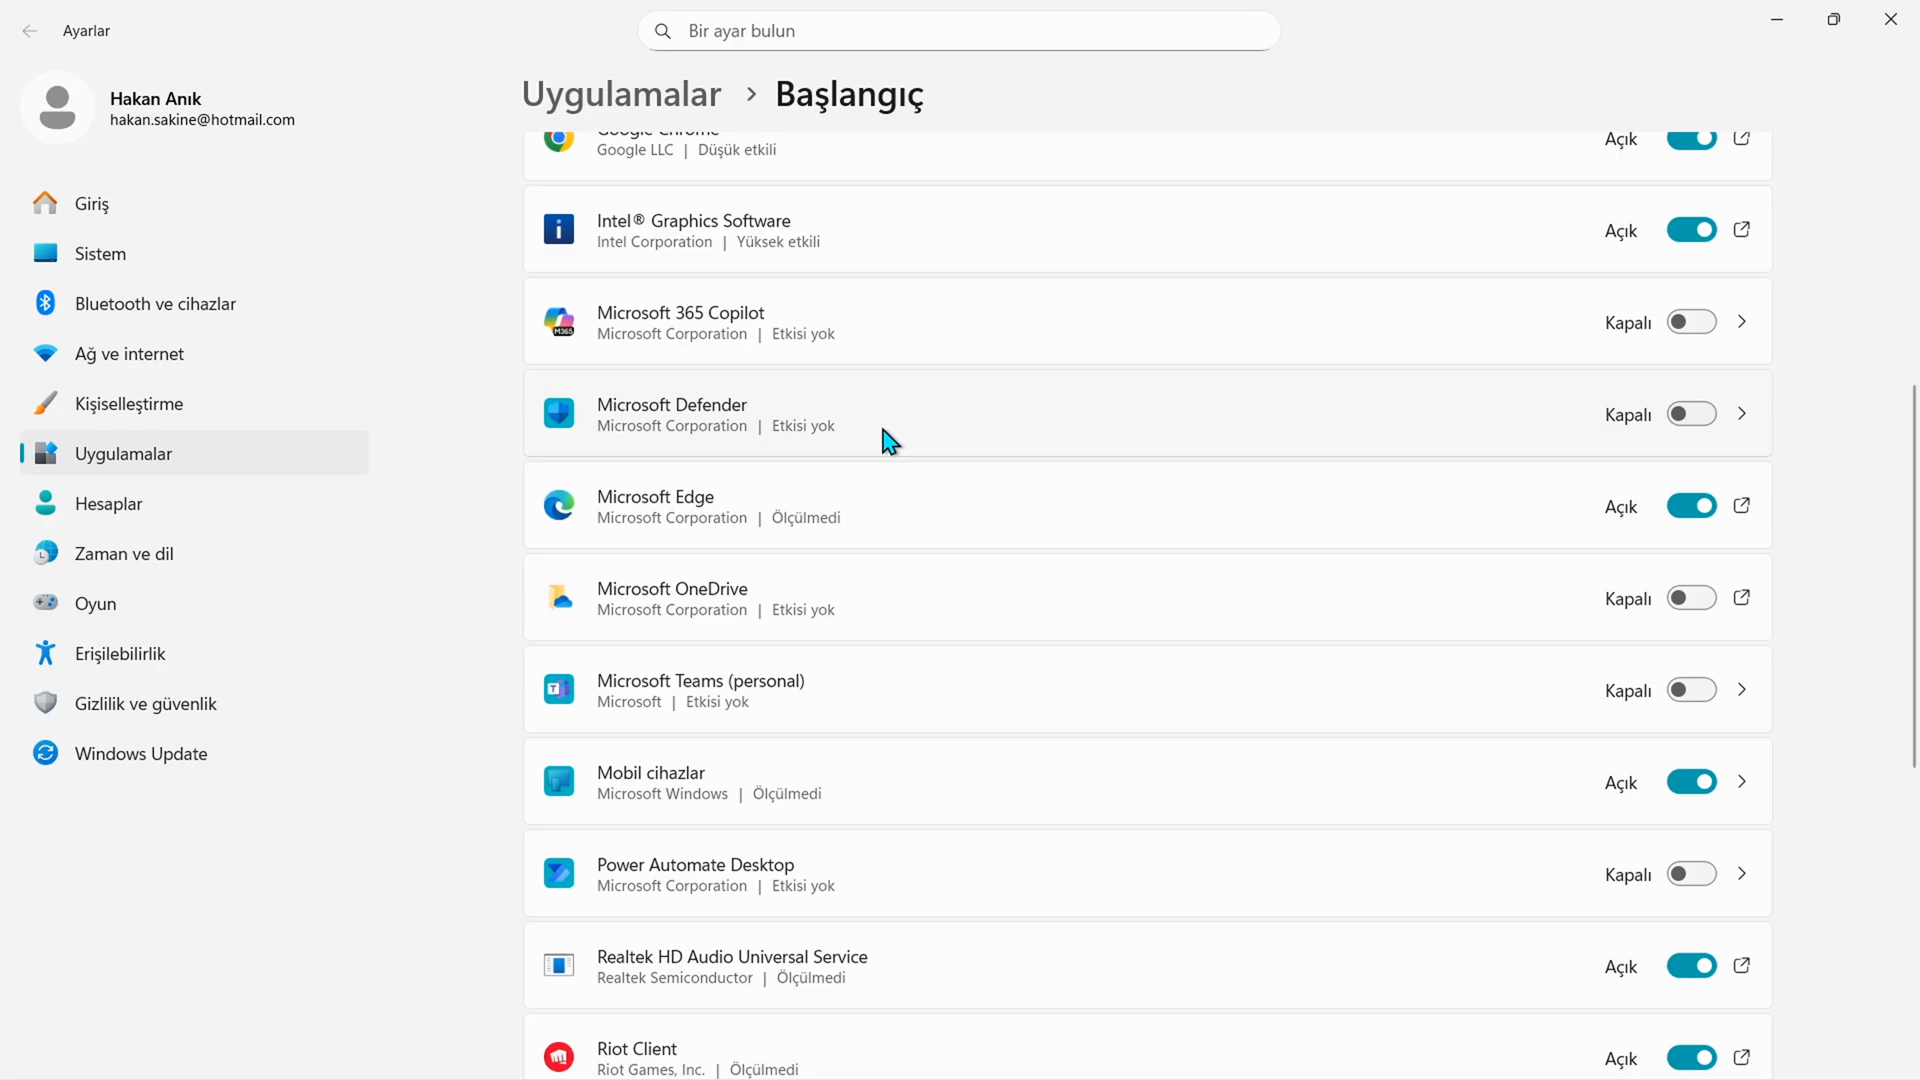 Ayarlar
Bir ayar bulun
Hakan Anık
hakan.sakine@hotmail.com
Giriş
Sistem
Bluetooth ve cihazlar
Ağ ve internet
Kişiselleştirme
Uygulamalar
Hesaplar
Zaman ve dil
Oyun
Erişilebilirlik
Gizlilik ve güvenlik
Windows Update
Uygulamalar > Başlangıç
Google Chrome
Google LLC | Düşük etkili
Açık
Intel® Graphics Software
Intel Corporation | Yüksek etkili
Açık
Microsoft 365 Copilot
Microsoft Corporation | Etkisi yok
Kapalı
M365
Microsoft Defender
Microsoft Corporation | Etkisi yok
Kapalı
Microsoft Edge
Microsoft Corporation | Ölçülmedi
Açık
Microsoft OneDrive
Microsoft Corporation | Etkisi yok
Kapalı
Microsoft Teams (personal)
Microsoft | Etkisi yok
Kapalı
Mobil cihazlar
Microsoft Windows | Ölçülmedi
Açık
Power Automate Desktop
Microsoft Corporation | Etkisi yok
Kapalı
Realtek HD Audio Universal Service
Realtek Semiconductor | Ölçülmedi
Açık
Riot Client
Riot Games, Inc. | Ölçülmedi
Açık